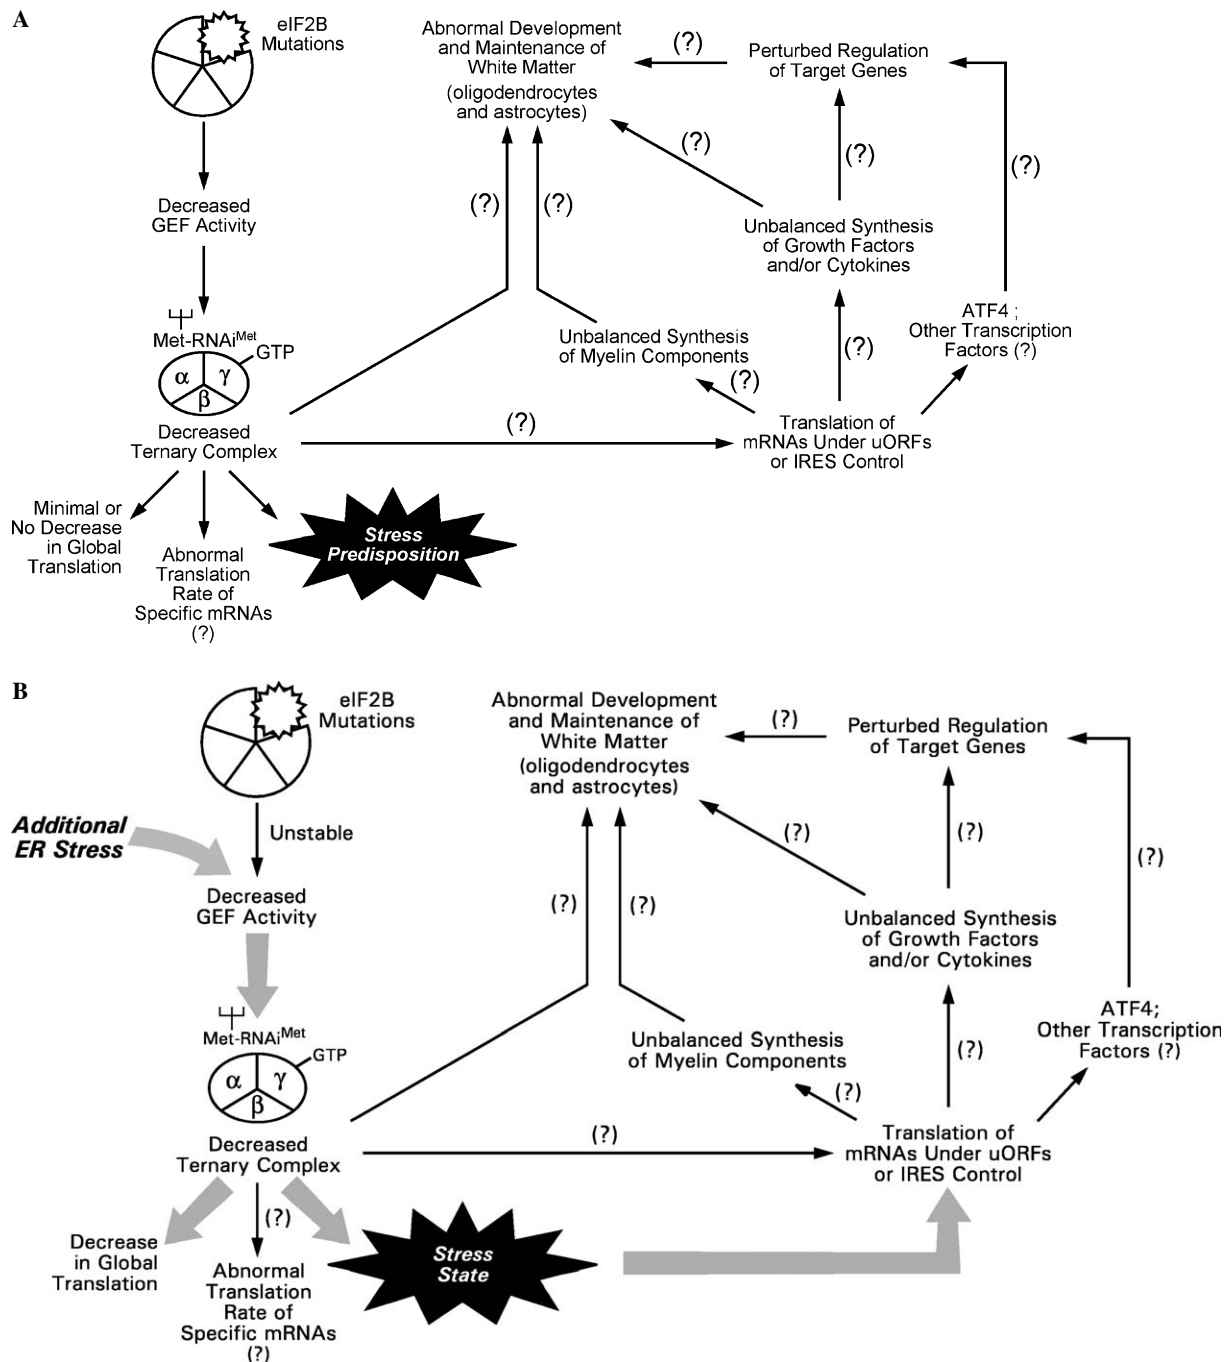 A
eIF2B
Mutations
Decreased
GEF Activity
Met-RNAiMet
GTP
α
γ
β
Decreased
Ternary Complex
Minimal or
No Decrease
in Global
Translation
Abnormal
Translation
Rate of
Specific mRNAs
(?)
Stress
Predisposition
Abnormal Development
and Maintenance of
White Matter
(oligodendrocytes
and astrocytes)
(?)
(?)
(?)
Unbalanced Synthesis
of Myelin Components
(?)
(?)
Perturbed Regulation
of Target Genes
(?)
(?)
Unbalanced Synthesis
of Growth Factors
and/or Cytokines
(?)
(?)
ATF4 ;
Other Transcription
Factors (?)
Translation of
mRNAs Under uORFs
or IRES Control
B
eIF2B
Mutations
Additional
ER Stress
Unstable
Decreased
GEF Activity
Met-RNAiMet
GTP
α
γ
β
Decreased
Ternary Complex
(?)
Decrease
in Global
Translation
Abnormal
Translation
Rate of
Specific mRNAs
(?)
Stress
State
Abnormal Development
and Maintenance of
White Matter
(oligodendrocytes
and astrocytes)
(?)
(?)
(?)
Unbalanced Synthesis
of Myelin Components
(?)
(?)
Perturbed Regulation
of Target Genes
(?)
(?)
Unbalanced Synthesis
of Growth Factors
and/or Cytokines
(?)
(?)
ATF4;
Other Transcription
Factors (?)
Translation of
mRNAs Under uORFs
or IRES Control